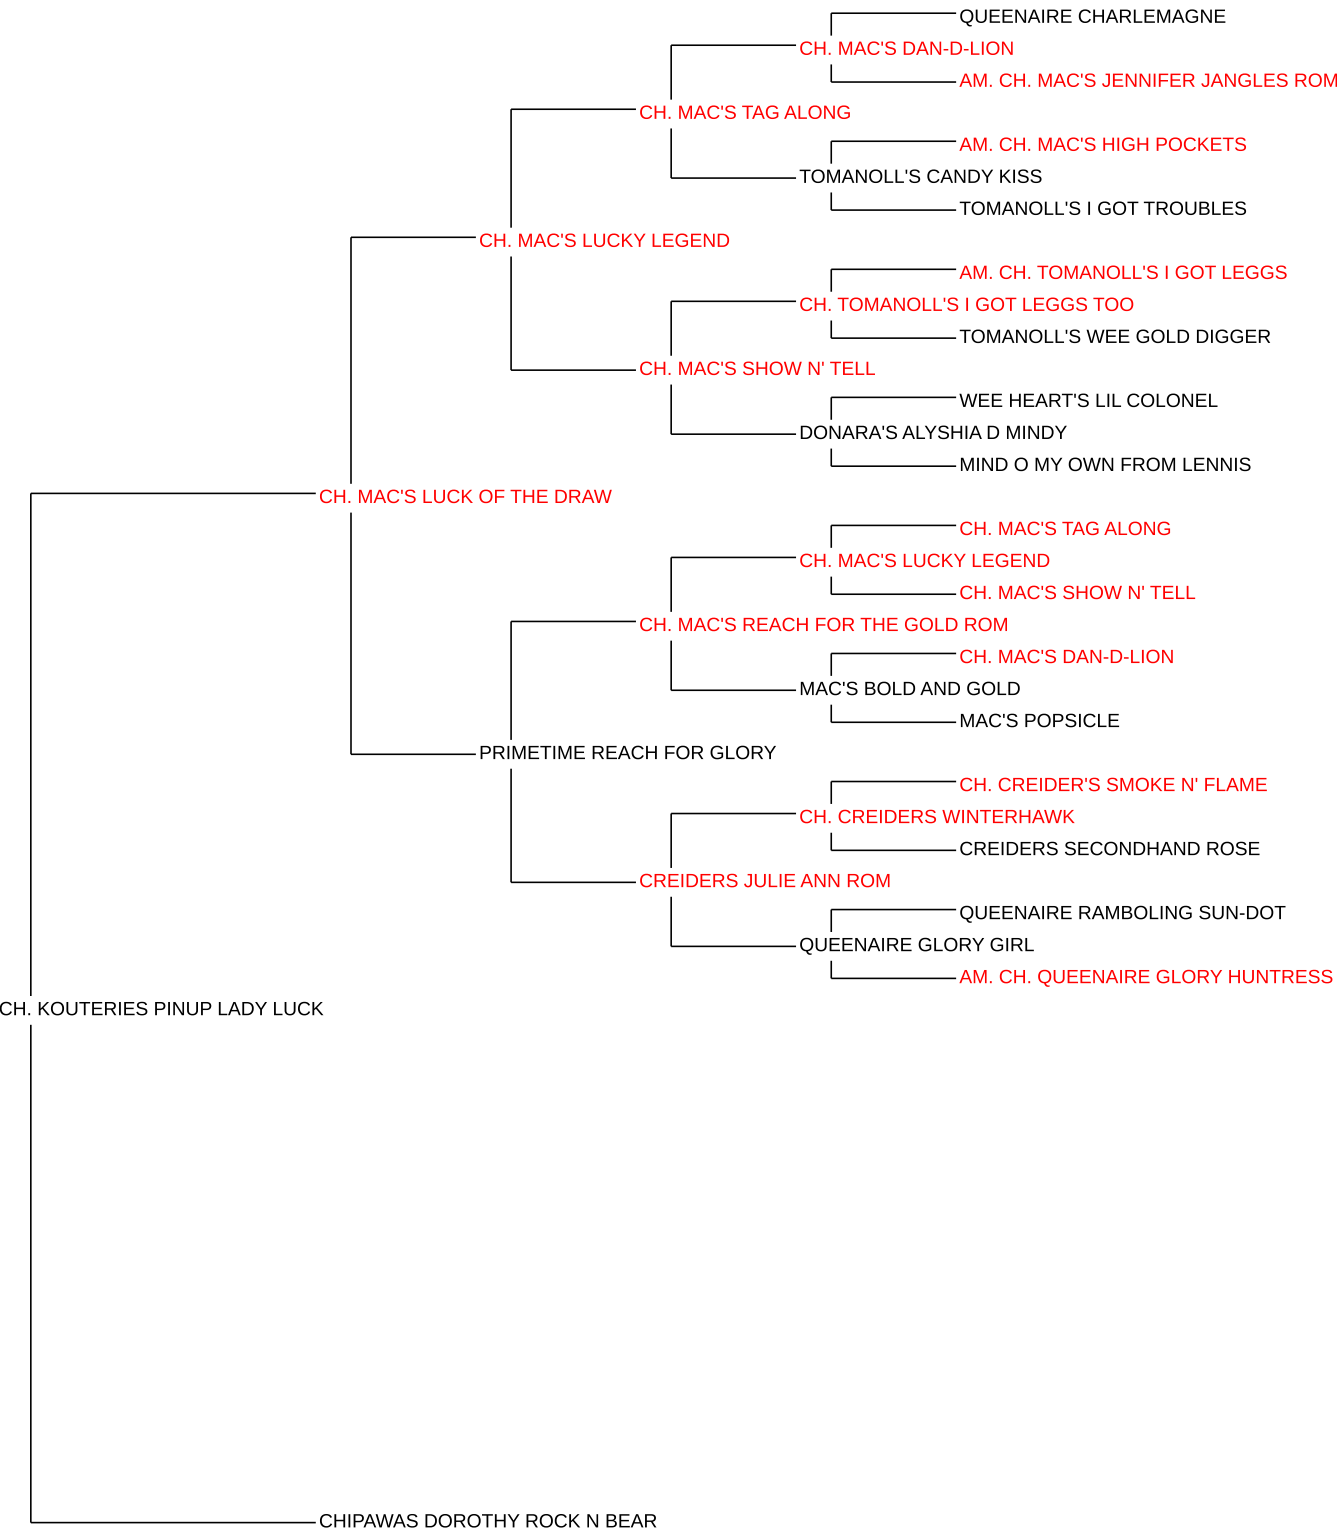 QUEENAIRE CHARLEMAGNE
CH. MAC'S DAN-D-LION
AM. CH. MAC'S JENNIFER JANGLES ROM
CH. MAC'S TAG ALONG
AM. CH. MAC'S HIGH POCKETS
TOMANOLL'S CANDY KISS
TOMANOLL'S I GOT TROUBLES
CH. MAC'S LUCKY LEGEND
AM. CH. TOMANOLL'S I GOT LEGGS
CH. TOMANOLL'S I GOT LEGGS TOO
TOMANOLL'S WEE GOLD DIGGER
CH. MAC'S SHOW N' TELL
WEE HEART'S LIL COLONEL
DONARA'S ALYSHIA D MINDY
MIND O MY OWN FROM LENNIS
CH. MAC'S LUCK OF THE DRAW
CH. MAC'S TAG ALONG
CH. MAC'S LUCKY LEGEND
CH. MAC'S SHOW N' TELL
CH. MAC'S REACH FOR THE GOLD ROM
CH. MAC'S DAN-D-LION
MAC'S BOLD AND GOLD
MAC'S POPSICLE
PRIMETIME REACH FOR GLORY
CH. CREIDER'S SMOKE N' FLAME
CH. CREIDERS WINTERHAWK
CREIDERS SECONDHAND ROSE
CREIDERS JULIE ANN ROM
QUEENAIRE RAMBOLING SUN-DOT
QUEENAIRE GLORY GIRL
AM. CH. QUEENAIRE GLORY HUNTRESS
CH. KOUTERIES PINUP LADY LUCK
CHIPAWAS DOROTHY ROCK N BEAR